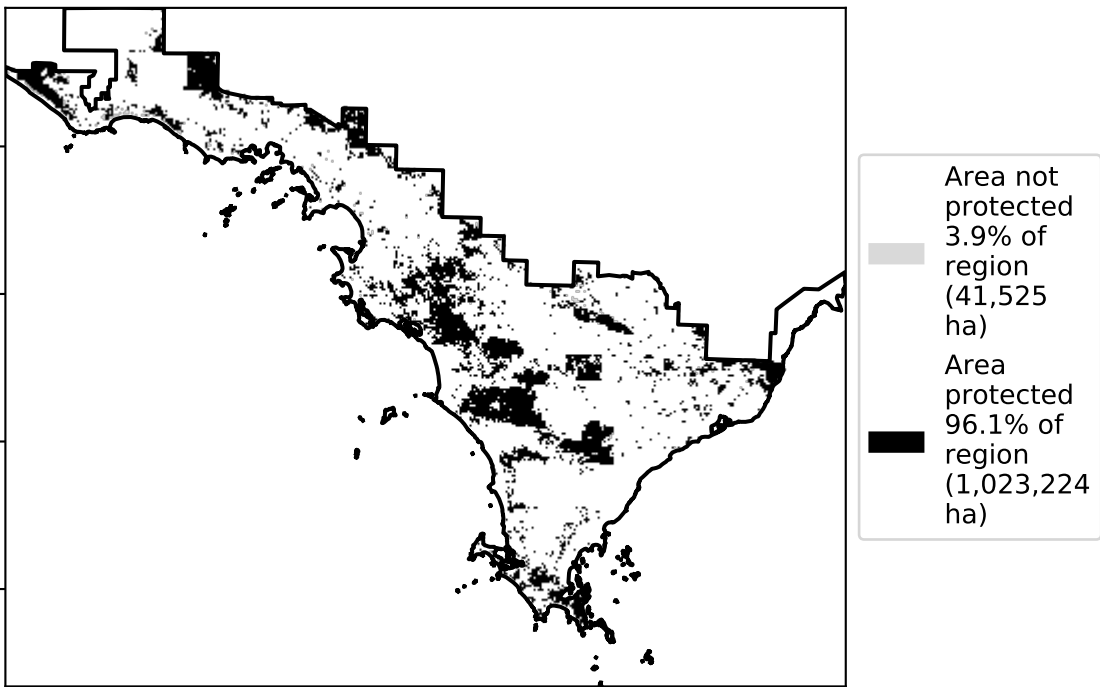 Area not
protected
3.9% of
region
(41,525
ha)
Area
protected
96.1% of
region
(1,023,224
ha)